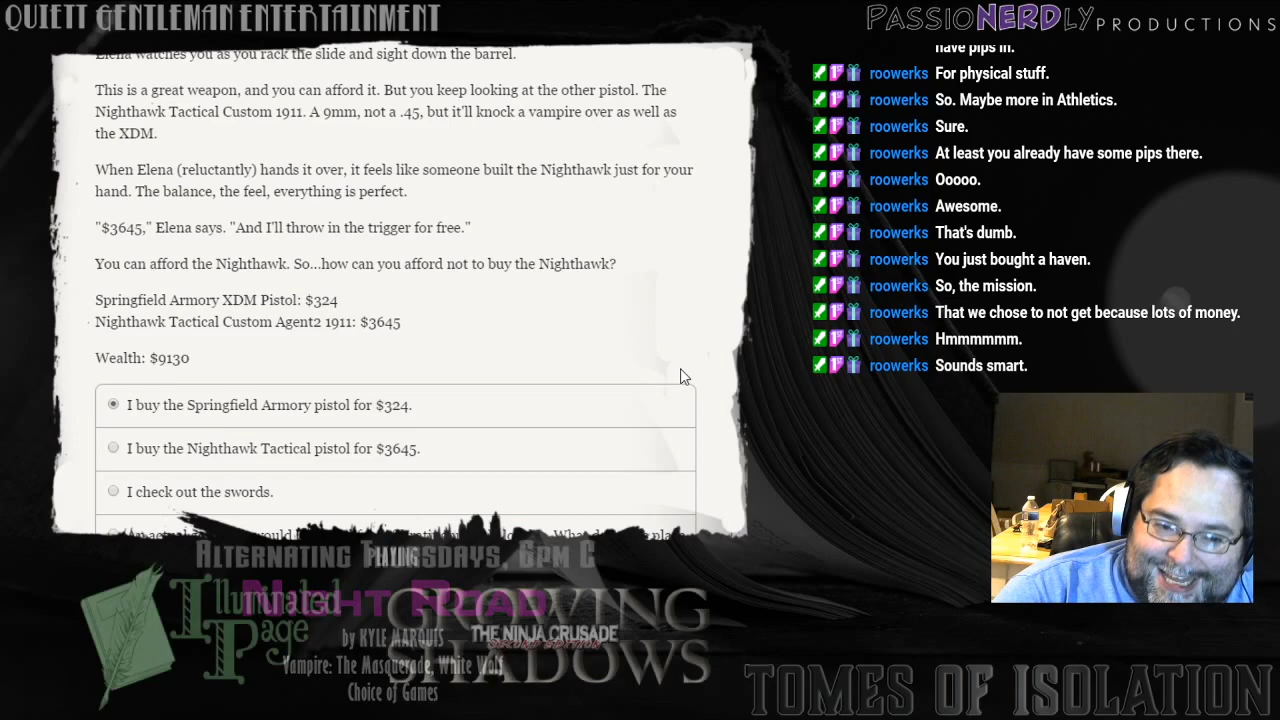 QUIETT GENTLEMAN ENTERTAINMENT
PASSIONERDLY PRODUCTIONS
Elena watches you as you rack the slide and sight down the barrel.
This is a great weapon, and you can afford it. But you keep looking at the other pistol. The
Nighthawk Tactical Custom 1911. A 9mm, not a .45, but it'll knock a vampire over as well as
the XDM.
When Elena (reluctantly) hands it over, it feels like someone built the Nighthawk just for your
hand. The balance, the feel, everything is perfect.
"$3645," Elena says. "And I'll throw in the trigger for free."
You can afford the Nighthawk. So...how can you afford not to buy the Nighthawk?
Springfield Armory XDM Pistol: $324
Nighthawk Tactical Custom Agent2 1911: $3645
Wealth: $9130
I buy the Springfield Armory pistol for $324.
I buy the Nighthawk Tactical pistol for $3645.
I check out the swords.
have pips in.
roowerks For physical stuff.
roowerks So. Maybe more in Athletics.
roowerks Sure.
roowerks At least you already have some pips there.
roowerks Ooooo.
roowerks Awesome.
roowerks That's dumb.
roowerks You just bought a haven.
roowerks So, the mission.
roowerks That we chose to not get because lots of money.
roowerks Hmmmmmm.
roowerks Sounds smart.
ALTERNATING TUESDAYS, 6PM C
PLAYING
ILLUMINATED
PAGE
NIGHT ROAD
GROWING
SHADOWS
THE NINJA CRUSADE
SECOND EDITION
by KYLE MARQUIS
Vampire: The Masquerade, White Wolf
Choice of Games
TOMES OF ISOLATION